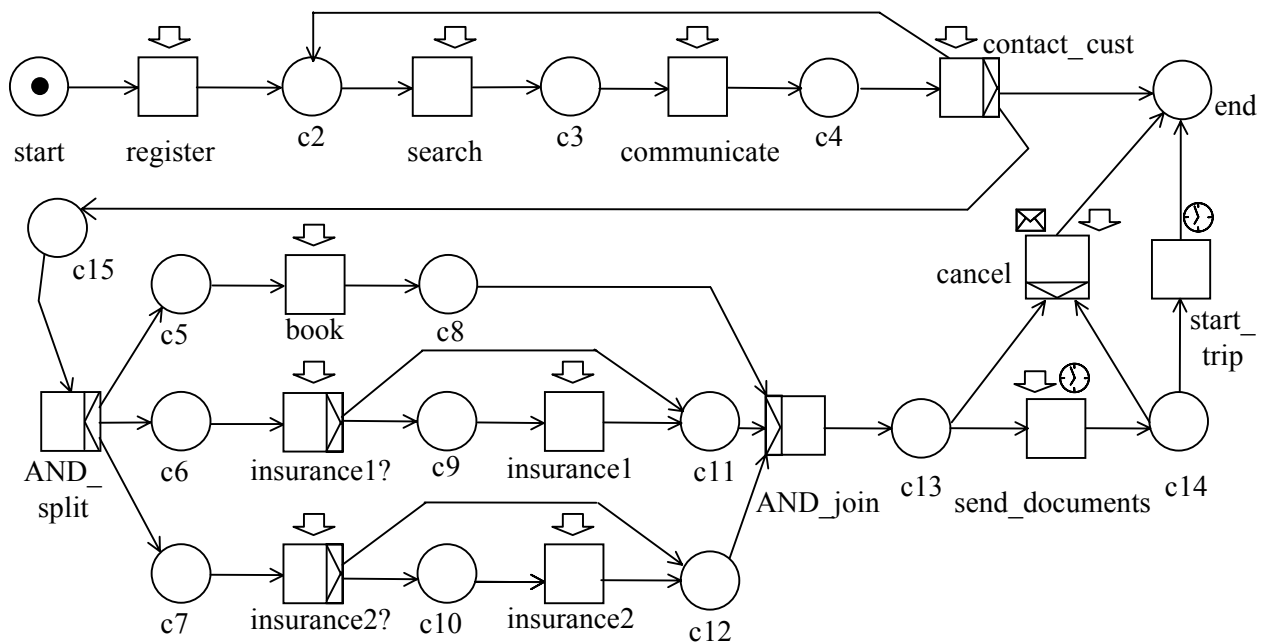 contact_cust
end
c2
c3
c4
start
register
search
communicate
c15
cancel
c5
book
c8
start_
trip
AND_
split
c6
insurance1?
c9
insurance1
c11
AND_join
c13
send_documents
c14
c7
insurance2?
c10
insurance2
c12